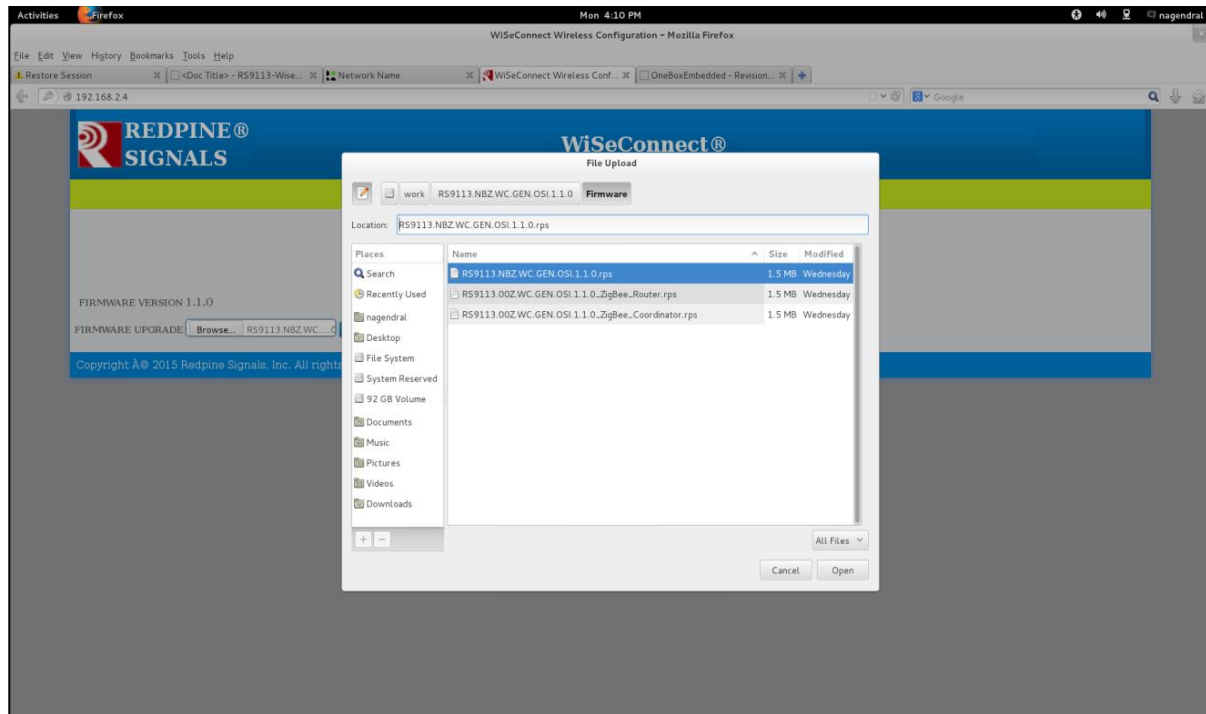 Activities Firefox Mon 4:10 PM nagendral
WiSeConnect Wireless Configuration - Mozilla Firefox
File Edit View History Bookmarks Tools Help
Restore Session <Doc Title> - RS9113-Wise... Network Name WiSeConnect Wireless Conf... OneBoxEmbedded - Revision...
192.168.2.4 Google
REDPINE®
SIGNALS
WiSeConnect®
File Upload
work RS9113.NBZ.WC.GEN.OSI.1.1.0 Firmware
Location: RS9113.NBZ.WC.GEN.OSI.1.1.0.rps
Places Name Size Modified
Search RS9113.NBZ.WC.GEN.OSI.1.1.0.rps 1.5 MB Wednesday
Recently Used RS9113.00Z.WC.GEN.OSI.1.1.0_ZigBee_Router.rps 1.5 MB Wednesday
nagendral RS9113.00Z.WC.GEN.OSI.1.1.0_ZigBee_Coordinator.rps 1.5 MB Wednesday
Desktop
File System
System Reserved
92 GB Volume
Documents
Music
Pictures
Videos
Downloads
All Files
Cancel Open
FIRMWARE VERSION 1.1.0
FIRMWARE UPGRADE Browse... RS9113.NBZ.WC.....0
Copyright Â© 2015 Redpine Signals, Inc. All rights